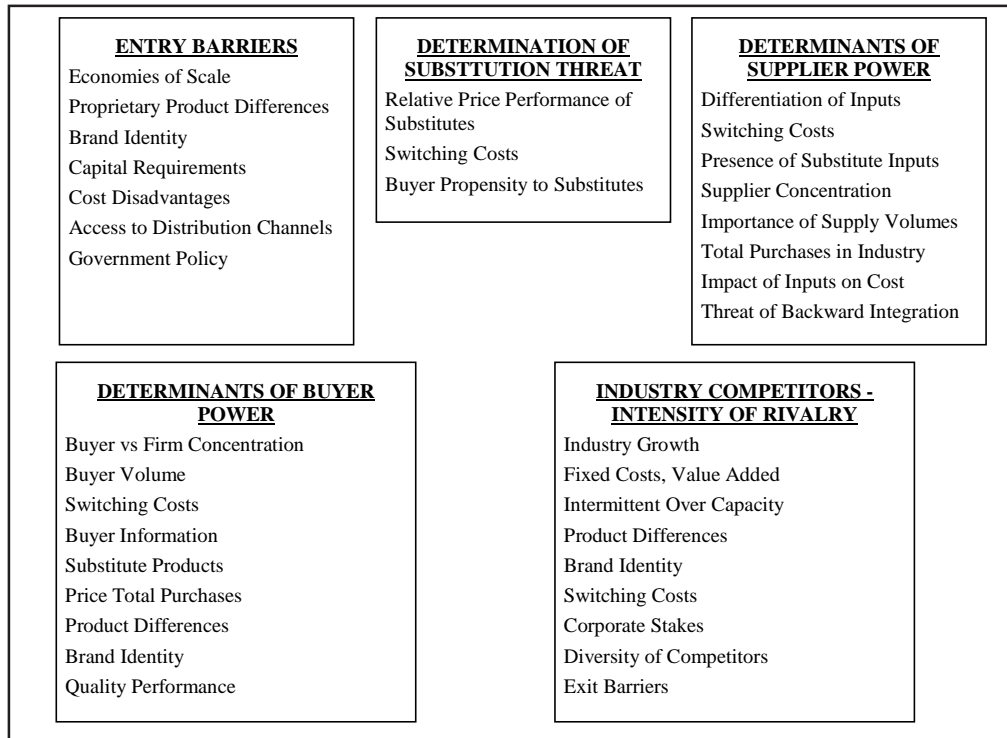 ENTRY BARRIERS
Economies of Scale
Proprietary Product Differences
Brand Identity
Capital Requirements
Cost Disadvantages
Access to Distribution Channels
Government Policy
DETERMINATION OF
SUBSTTUTION THREAT
Relative Price Performance of
Substitutes
Switching Costs
Buyer Propensity to Substitutes
DETERMINANTS OF
SUPPLIER POWER
Differentiation of Inputs
Switching Costs
Presence of Substitute Inputs
Supplier Concentration
Importance of Supply Volumes
Total Purchases in Industry
Impact of Inputs on Cost
Threat of Backward Integration
DETERMINANTS OF BUYER
POWER
Buyer vs Firm Concentration
Buyer Volume
Switching Costs
Buyer Information
Substitute Products
Price Total Purchases
Product Differences
Brand Identity
Quality Performance
INDUSTRY COMPETITORS -
INTENSITY OF RIVALRY
Industry Growth
Fixed Costs, Value Added
Intermittent Over Capacity
Product Differences
Brand Identity
Switching Costs
Corporate Stakes
Diversity of Competitors
Exit Barriers